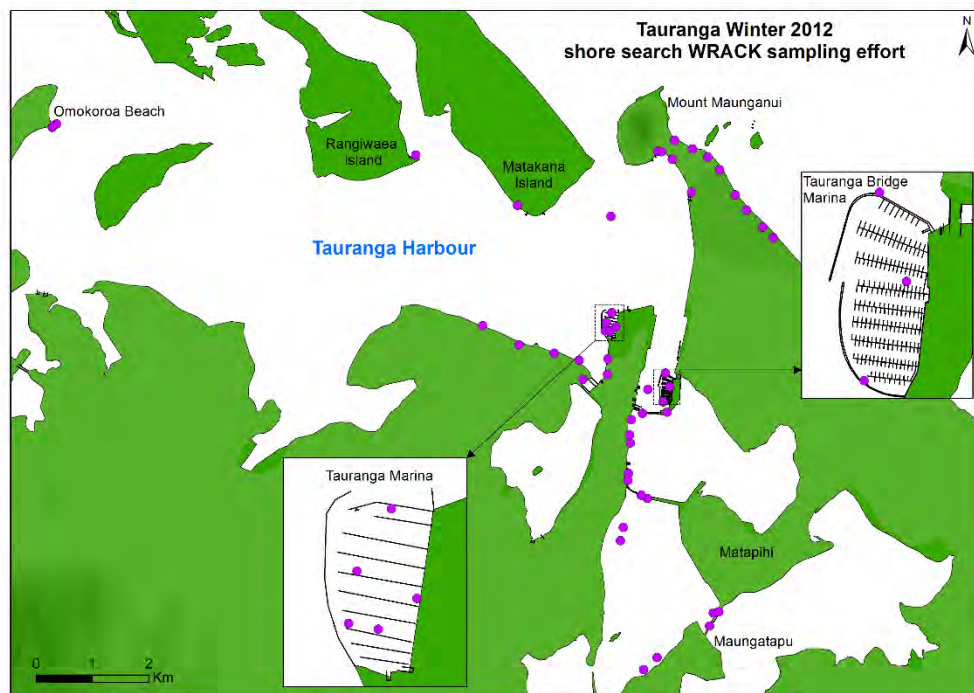 Tauranga Winter 2012
shore search WRACK sampling effort
N
Omokoroa Beach
Mount Maunganui
Rangiwaea
Island
Matakana
Island
Tauranga Bridge
Marina
Tauranga Harbour
Tauranga Marina
Matapihi
Maungatapu
0 1 2
Km